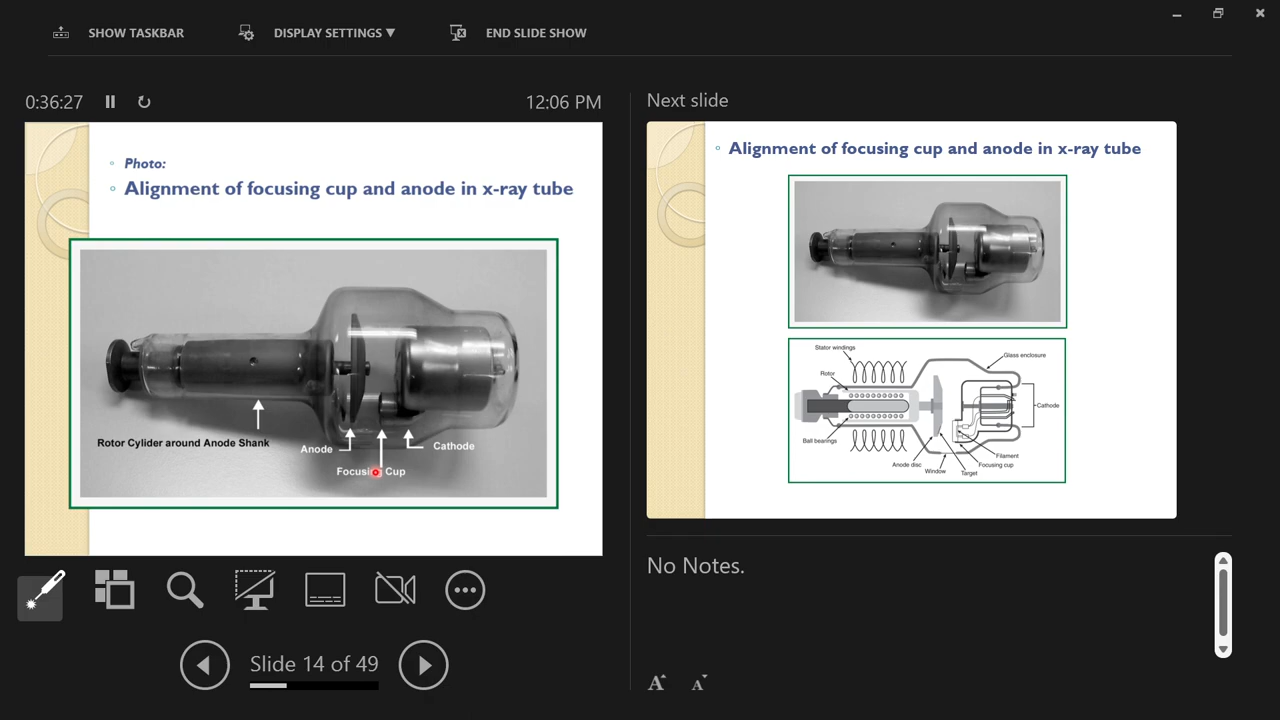 SHOW TASKBAR
DISPLAY SETTINGS ▼
END SLIDE SHOW
0:36:27
12:06 PM
Photo:
Alignment of focusing cup and anode in x-ray tube
Rotor Cylider around Anode Shank
Anode
Cathode
Focusing Cup
Slide 14 of 49
Next slide
Alignment of focusing cup and anode in x-ray tube
Stator windings
Glass enclosure
Rotor
Cathode
Ball bearings
Filament
Anode disc
Focusing cup
Window
Target
No Notes.
A A